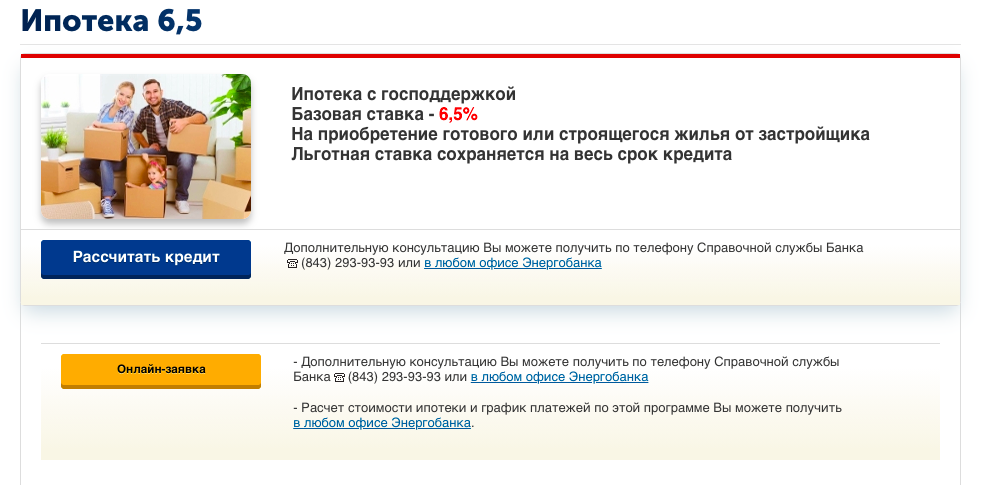 Ипотека 6,5
Ипотека с господдержкой
Базовая ставка - 6,5%
На приобретение готового или строящегося жилья от застройщика
Льготная ставка сохраняется на весь срок кредита
Рассчитать кредит
Дополнительную консультацию Вы можете получить по телефону Справочной службы Банка
☏ (843) 293-93-93 или в любом офисе Энергобанка
Онлайн-заявка
- Дополнительную консультацию Вы можете получить по телефону Справочной службы
Банка ☏ (843) 293-93-93 или в любом офисе Энергобанка
- Расчет стоимости ипотеки и график платежей по этой программе Вы можете получить
в любом офисе Энергобанка.